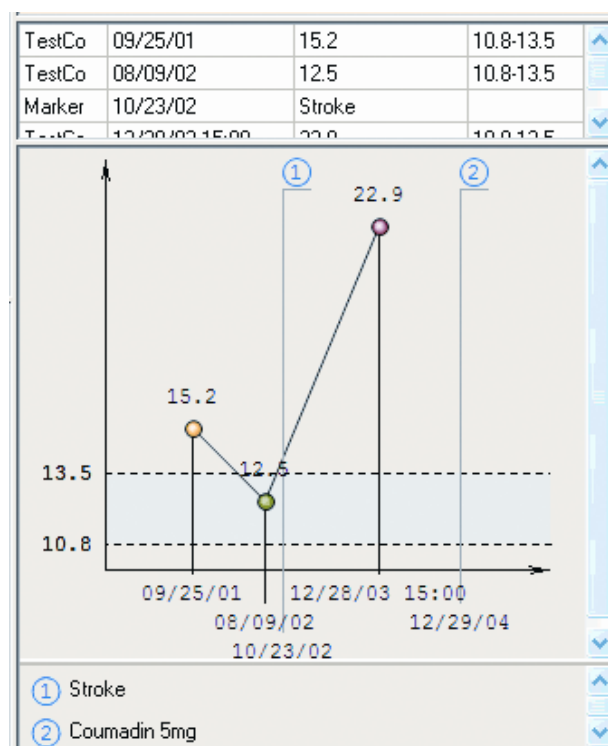 TestCo 09/25/01 15.2 10.8-13.5
TestCo 08/09/02 12.5 10.8-13.5
Marker 10/23/02 Stroke
1 2
22.9
15.2
12.5
13.5
10.8
09/25/01 12/28/03 15:00
08/09/02 12/29/04
10/23/02
1 Stroke
2 Coumadin 5mg